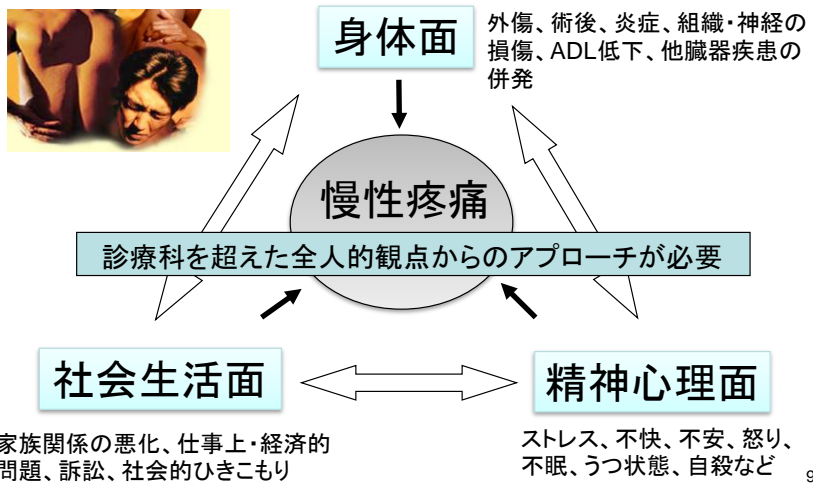 身体面
外傷、術後、炎症、組織・神経の
損傷、ADL低下、他臓器疾患の
併発
慢性疼痛
診療科を超えた全人的観点からのアプローチが必要
社会生活面
家族関係の悪化、仕事上・経済的
問題、訴訟、社会的ひきこもり
精神心理面
ストレス、不快、不安、怒り、
不眠、うつ状態、自殺など
9